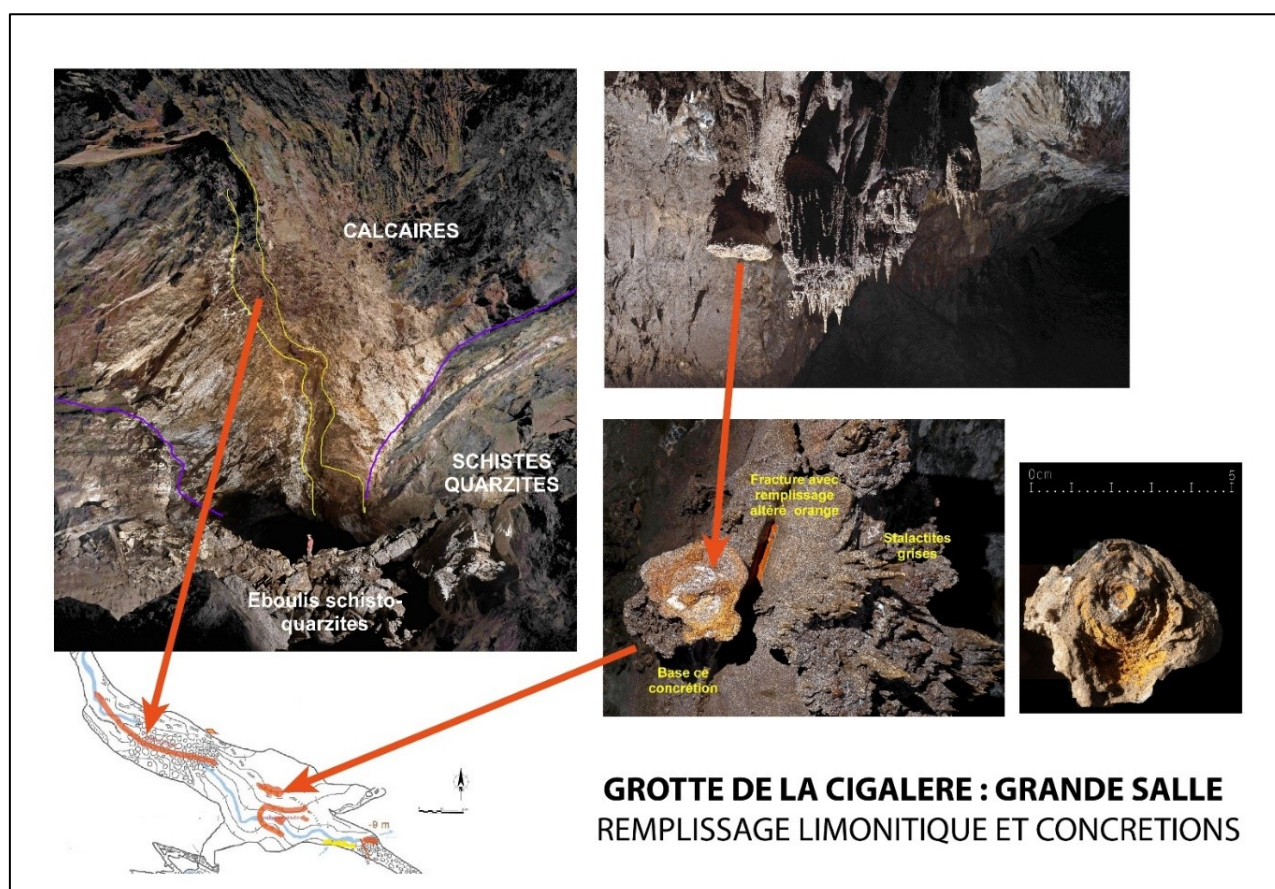 CALCAIRES
SCHISTES
QUARZITES
Eboulis schisto-
quarzites
Fracture avec
remplissage
altéré orange
Stalactites
grises
Base cè
concrétion
0cm
5
-9 m
GROTTE DE LA CIGALERE : GRANDE SALLE
REMPLISSAGE LIMONITIQUE ET CONCRETIONS